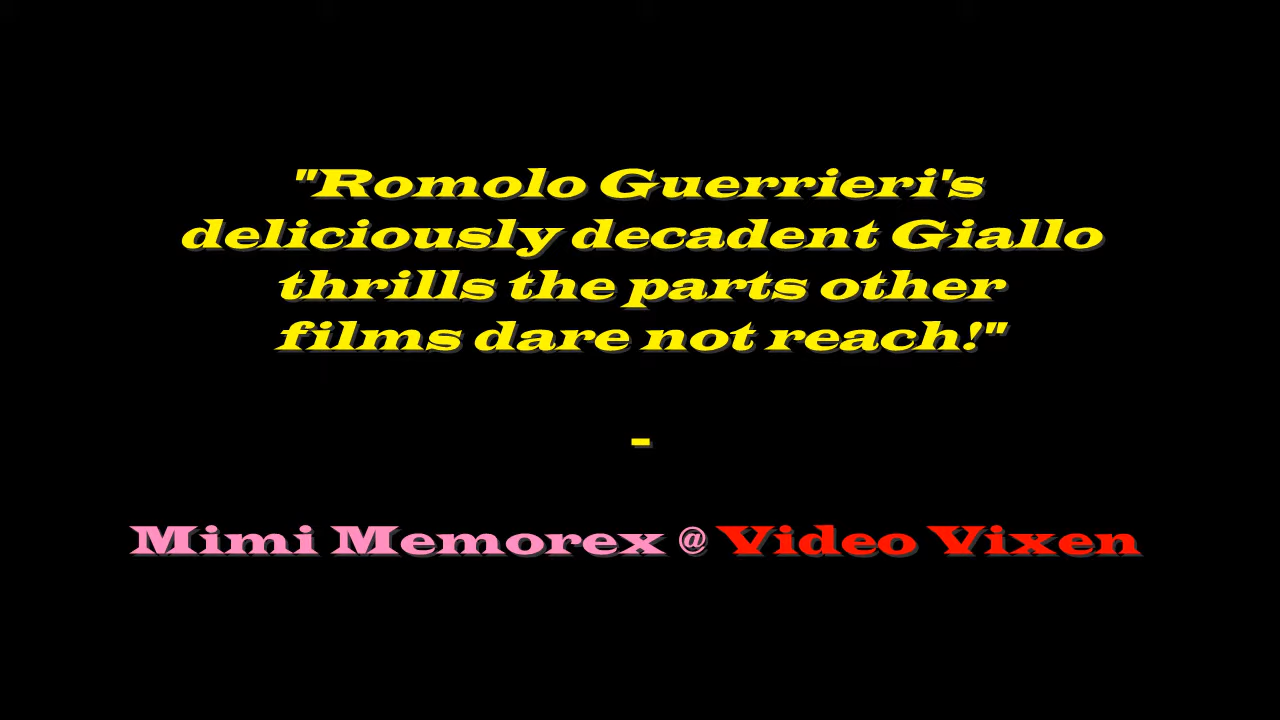 "Romolo Guerrieri's
deliciously decadent Giallo
thrills the parts other
films dare not reach!"
-
Mimi Memorex @ Video Vixen